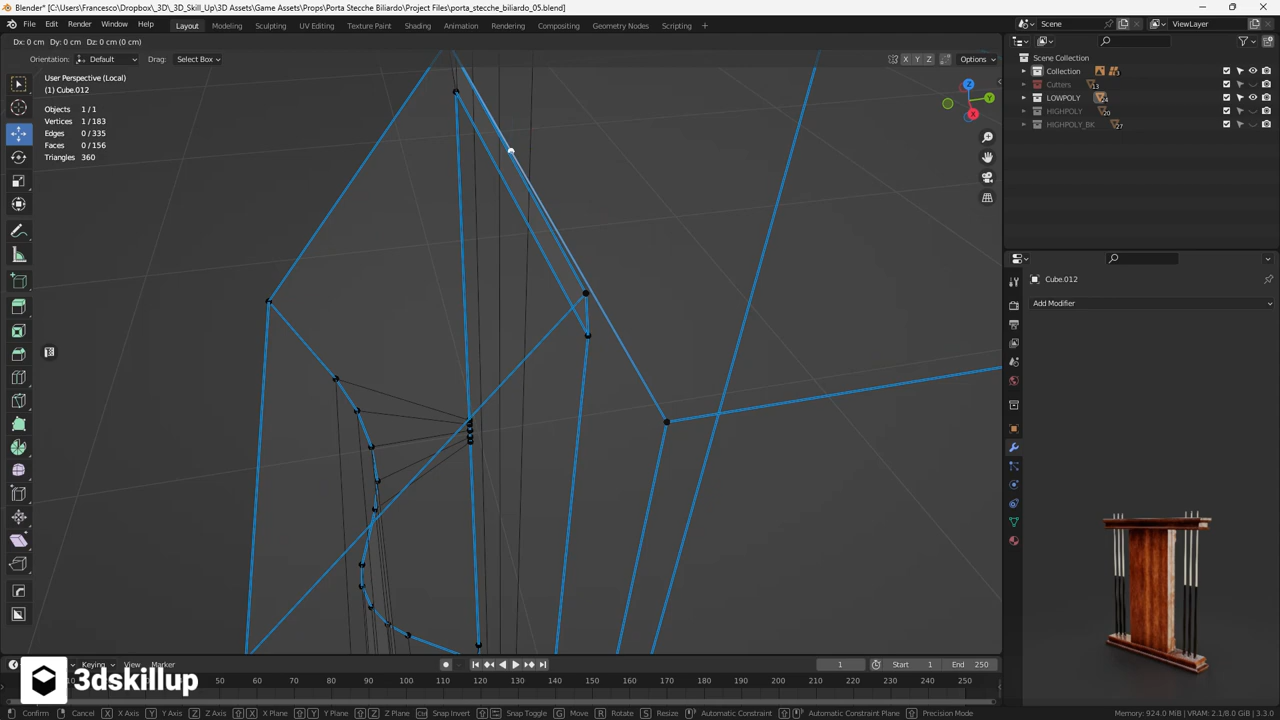 Blender* [C:\Users\Francesco\Dropbox\_3D\_Skill_Up\3D Assets\Game Assets\Props\Porta Stecche Biliardo\Project Files\porta_stecche_biliardo_05.blend]
File Edit Render Window Help Layout Modeling Sculpting UV Editing Texture Paint Shading Animation Rendering Compositing Geometry Nodes Scripting + Scene ViewLayer
Dx: 0 cm Dy: 0 cm Dz: 0 cm (0 cm)
Orientation: Default Drag: Select Box X Y Z Options
Scene Collection
User Perspective (Local)
(1) Cube.012
Collection
Cutters 13
LOWPOLY 24
HIGHPOLY 20
HIGHPOLY_BK 27
Objects 1/1
Vertices 1/183
Edges 0/335
Faces 0/156
Triangles 360
Z
Y
X
Cube.012
Add Modifier
Keying View Marker
1 Start 1 End 250
3dskillup
70 80 90 100 110 120 130 140 150 160 170 180 190 200 210 220 230 240 250
Confirm Cancel X X Axis Y Y Axis Z Z Axis X X Plane Y Y Plane Z Z Plane Snap Invert Snap Toggle G Move R Rotate S Resize Automatic Constraint Automatic Constraint Plane Precision Mode
Memory: 924.0 MiB | VRAM: 2.1/8.0 GiB | 3.3.0